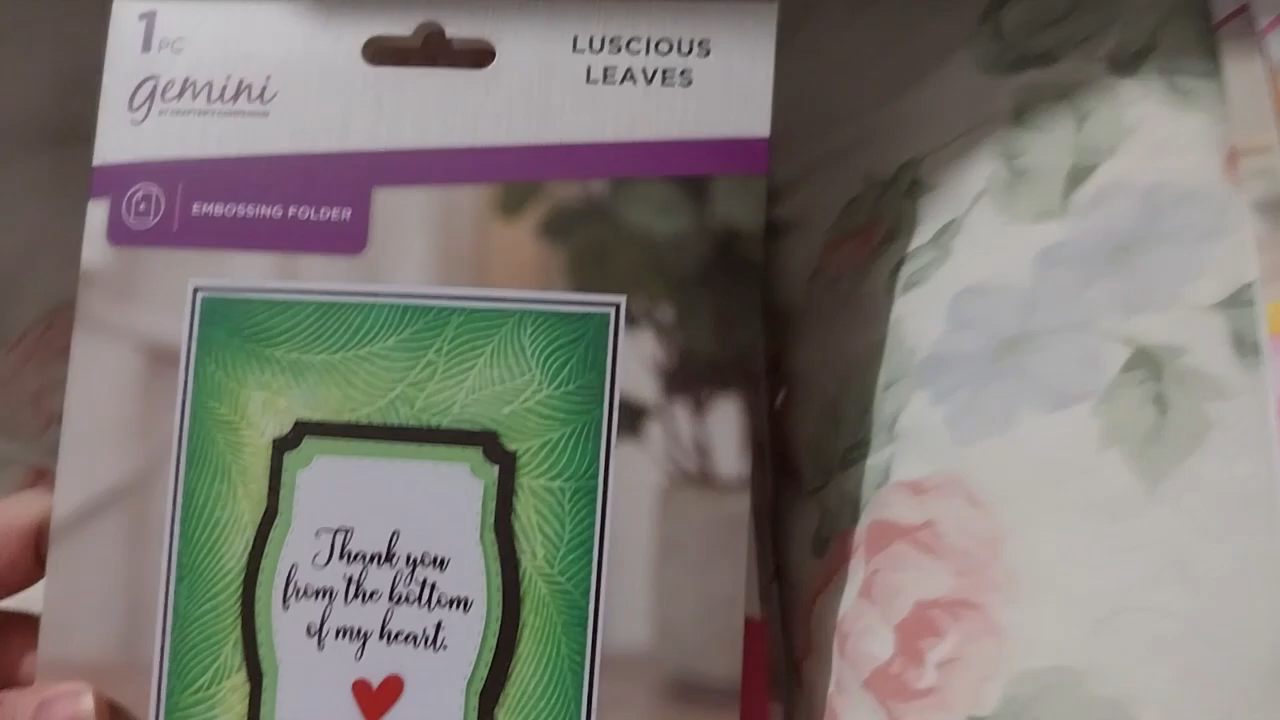 1PC
LUSCIOUS
LEAVES
gemini
BY CRAFTER'S COMPANION
EMBOSSING FOLDER
Thank you
from the bottom
of my heart.